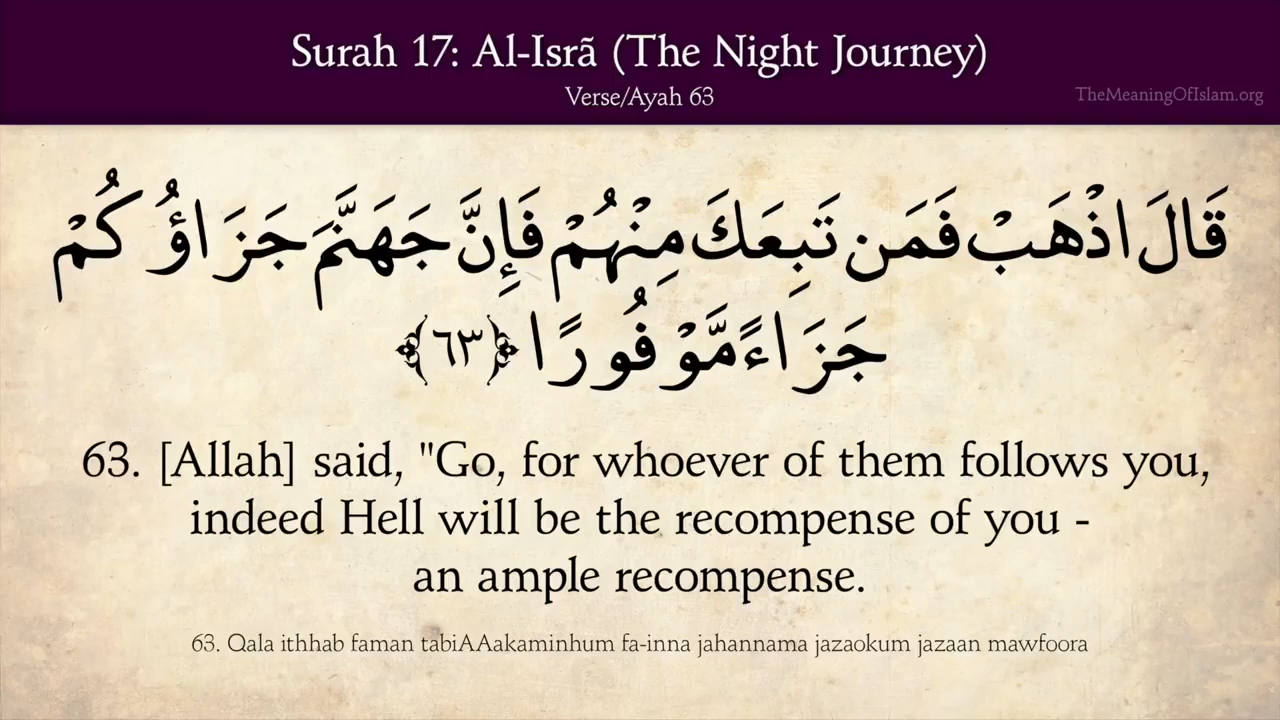 Surah 17: Al-Isrã (The Night Journey)
Verse/Ayah 63
TheMeaningOfIslam.org
قَالَ اذْهَبْ فَمَن تَبِعَكَ مِنْهُمْ فَإِنَّ جَهَنَّمَ جَزَاؤُكُمْ
جَزَاءً مَّوْفُورًا ﴿٦٣﴾
63. [Allah] said, "Go, for whoever of them follows you,
indeed Hell will be the recompense of you -
an ample recompense.
63. Qala ithhab faman tabiAAakaminhum fa-inna jahannama jazaokum jazaan mawfoora